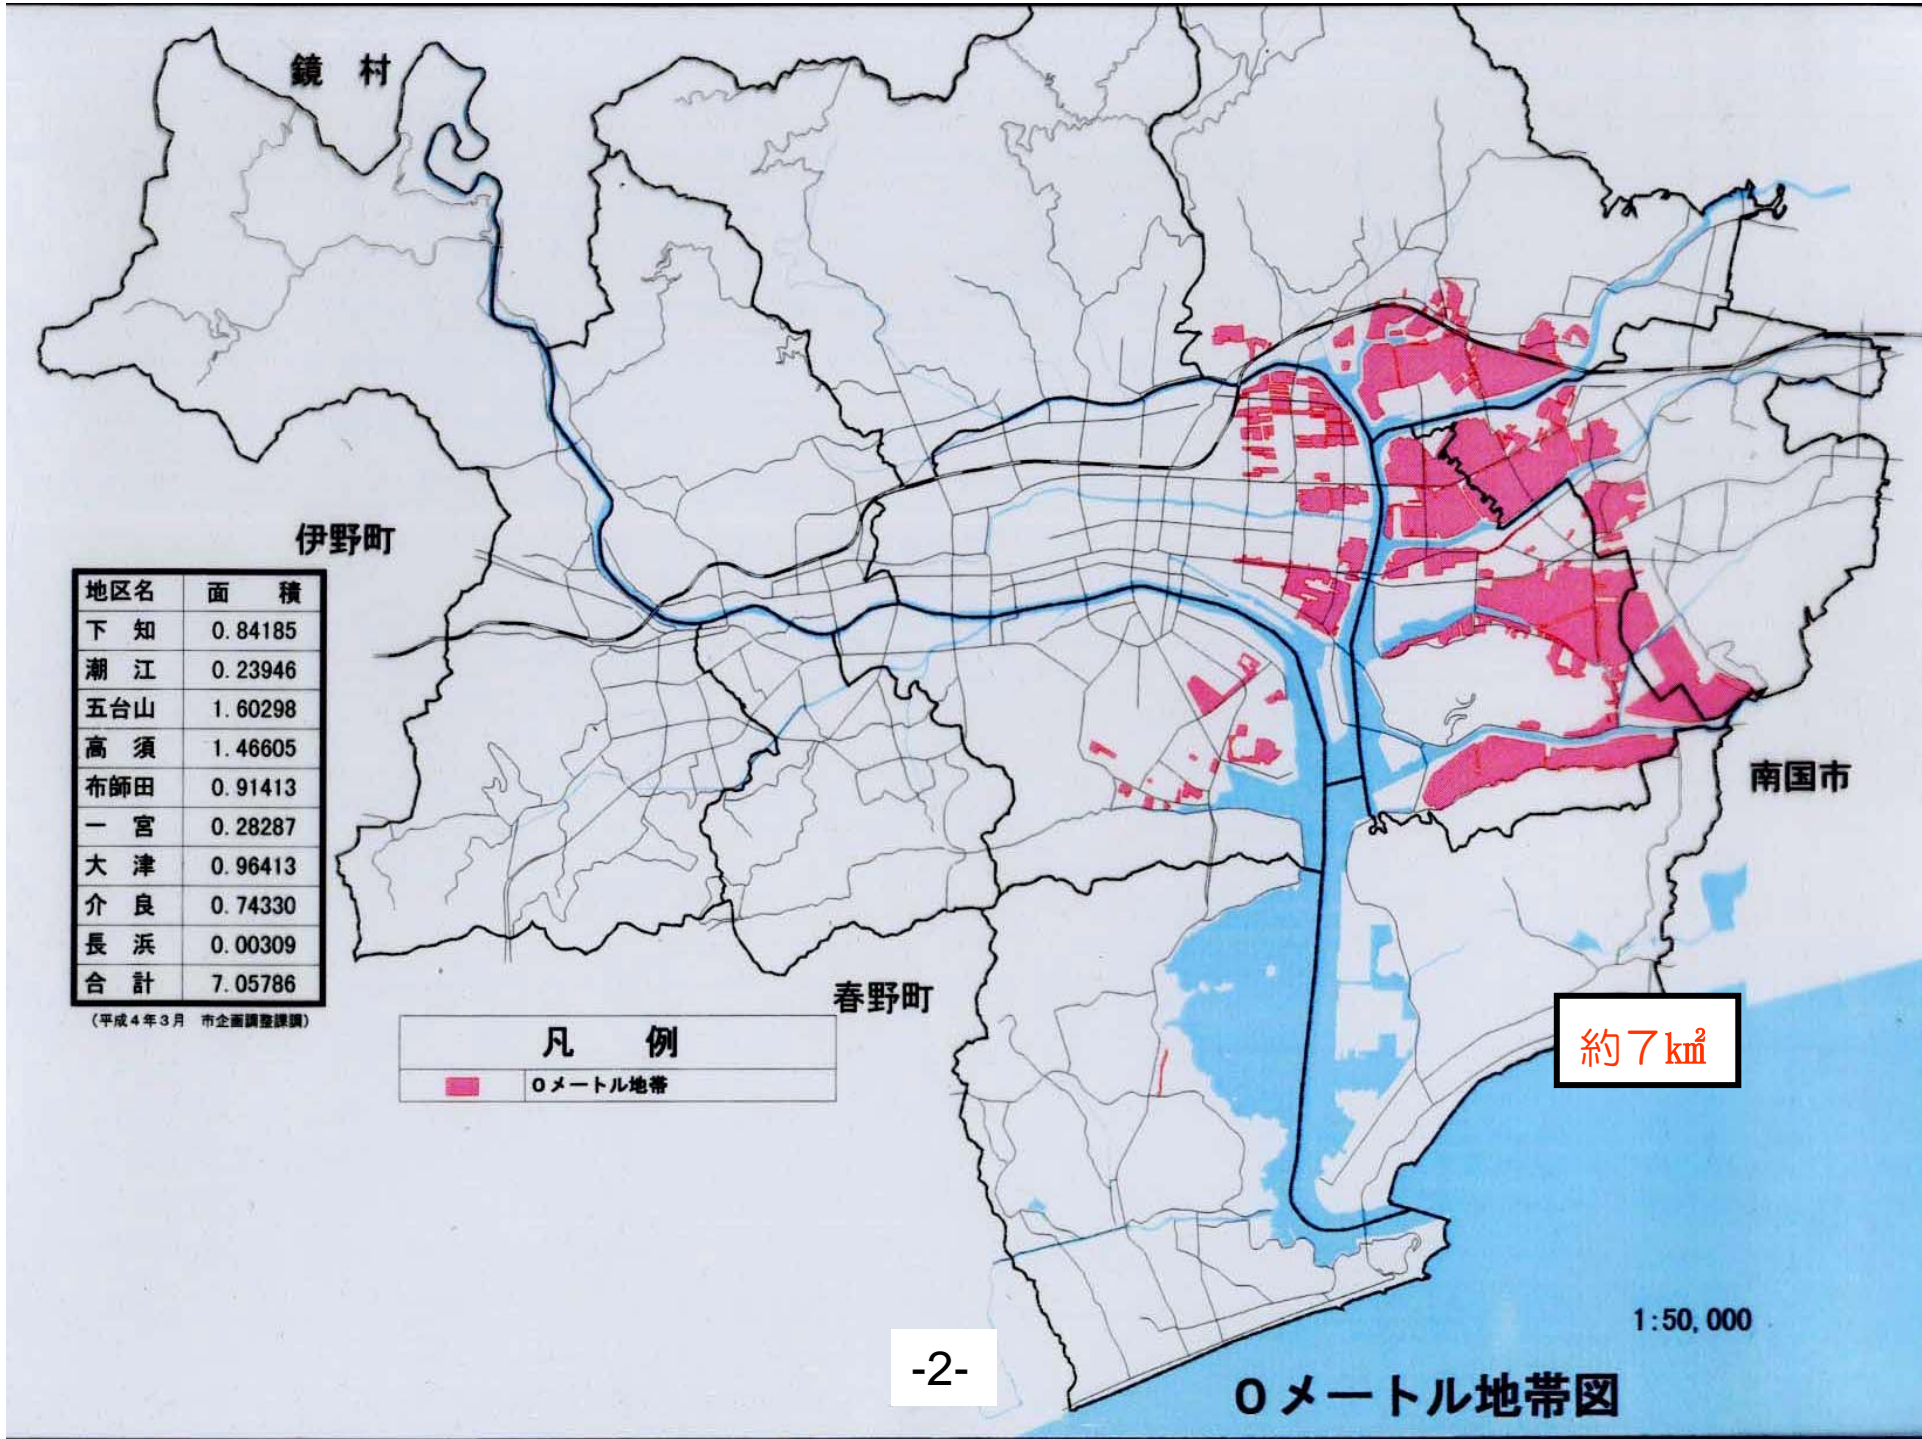 鏡 村
伊野町
地区名 面 積
下 知 0.84185
潮 江 0.23946
五台山 1.60298
高 須 1.46605
布師田 0.91413
一 宮 0.28287
大 津 0.96413
介 良 0.74330
長 浜 0.00309
合 計 7.05786
(平成4年3月 市企画調整課調)
南国市
春野町
凡 例
0メートル地帯
約7k㎡
1:50,000
-2-
0メートル地帯図